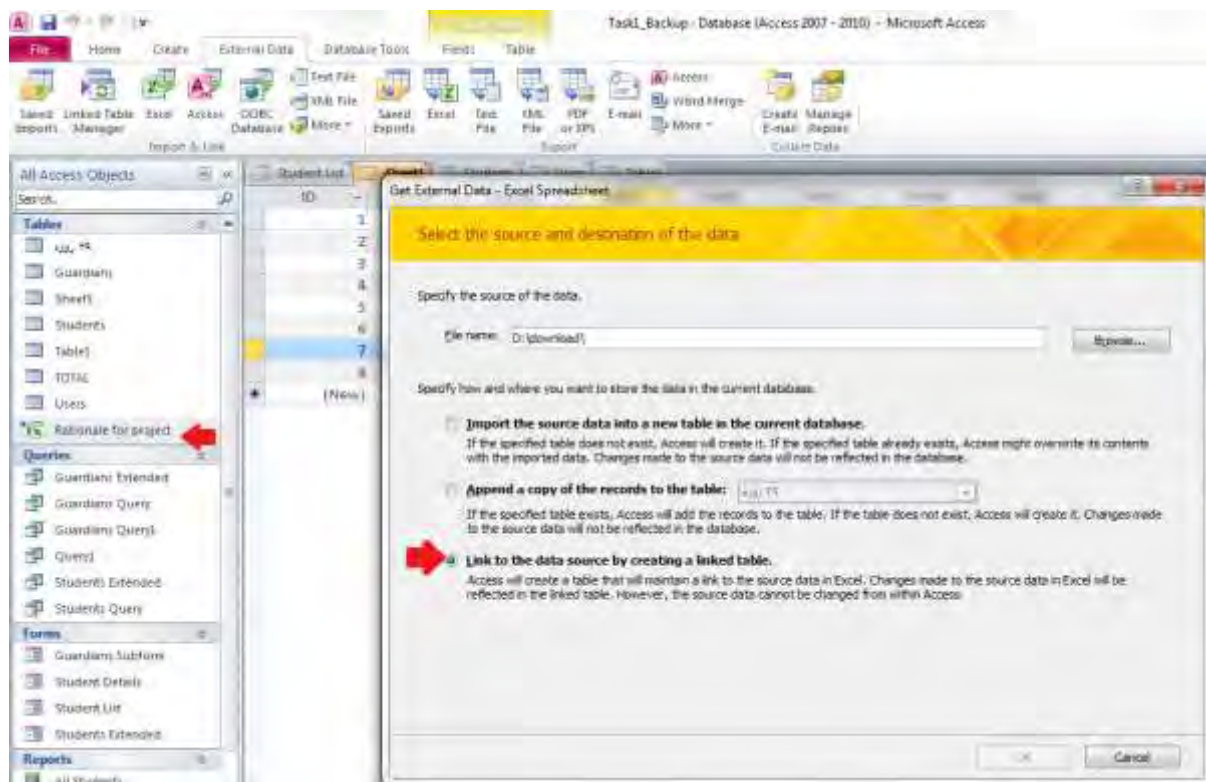 Task1_Backup : Database (Access 2007 - 2010) - Microsoft Access
File Home Create External Data Database Tools Fields Table
Saved Imports
Linked Table Manager
Excel
Access
ODBC Database
Text File
XML File
More
Saved Exports
Excel
Text File
XML File
PDF or XPS
E-mail
Access
Word Merge
More
Create E-mail
Manage Replies
Import & Link
Export
Collect Data
All Access Objects
Search..
Tables
Guardians
Sheet1
Students
Table1
TOTAL
Users
Rationale for project
Queries
Guardians Extended
Guardians Query
Guardians Query1
Query1
Students Extended
Students Query
Forms
Guardians Subform
Student Details
Student List
Students Extended
Reports
All Students
Student List
ID
1
2
3
4
5
6
7
8
(New)
Get External Data - Excel Spreadsheet
Select the source and destination of the data
Specify the source of the data.
File name: D:\download\
Browse...
Specify how and where you want to store the data in the current database.
Import the source data into a new table in the current database.
If the specified table does not exist, Access will create it. If the specified table already exists, Access might overwrite its contents
with the imported data. Changes made to the source data will not be reflected in the database.
Append a copy of the records to the table:
If the specified table exists, Access will add the records to the table. If the table does not exist, Access will create it. Changes made
to the source data will not be reflected in the database.
Link to the data source by creating a linked table.
Access will create a table that will maintain a link to the source data in Excel. Changes made to the source data in Excel will be
reflected in the linked table. However, the source data cannot be changed from within Access.
Cancel